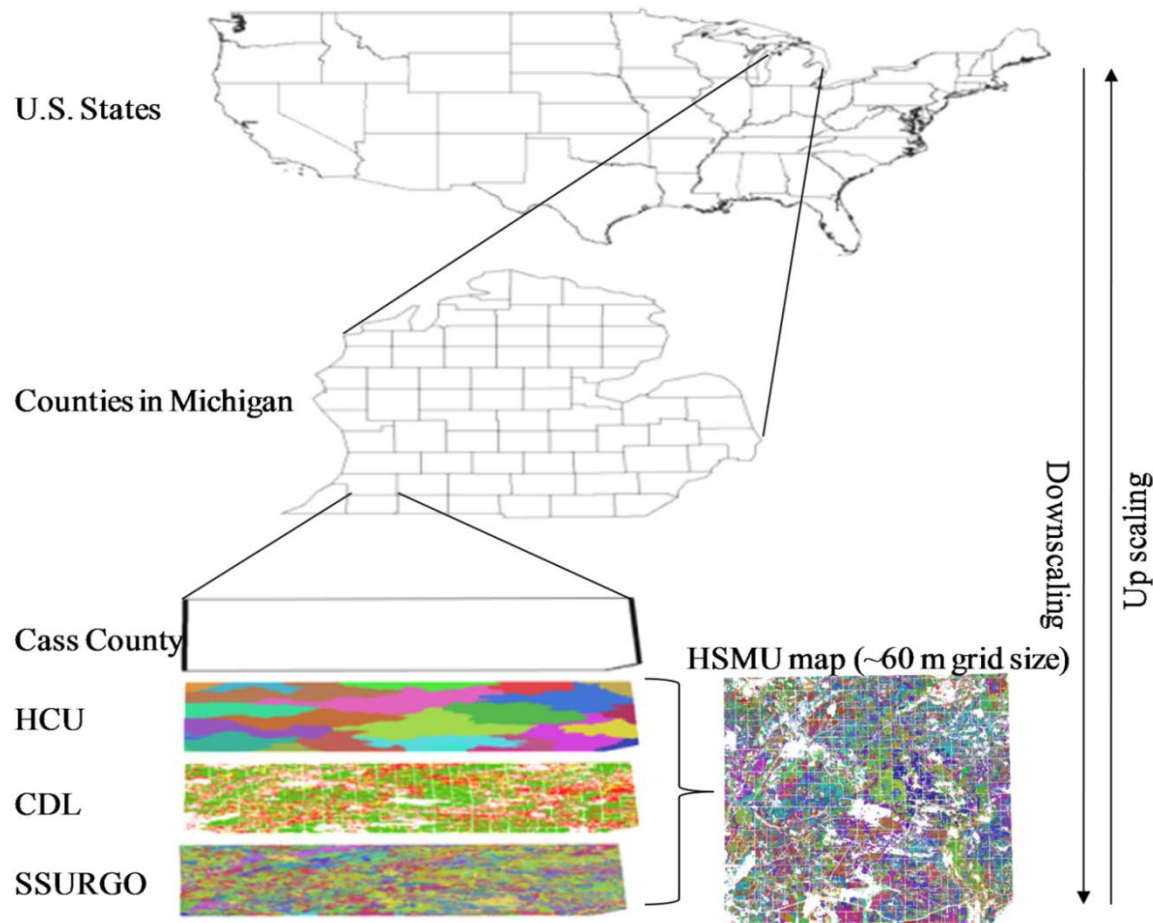 U.S. States
Counties in Michigan
Downscaling
Up scaling
Cass County
HSMU map (~60 m grid size)
HCU
CDL
SSURGO